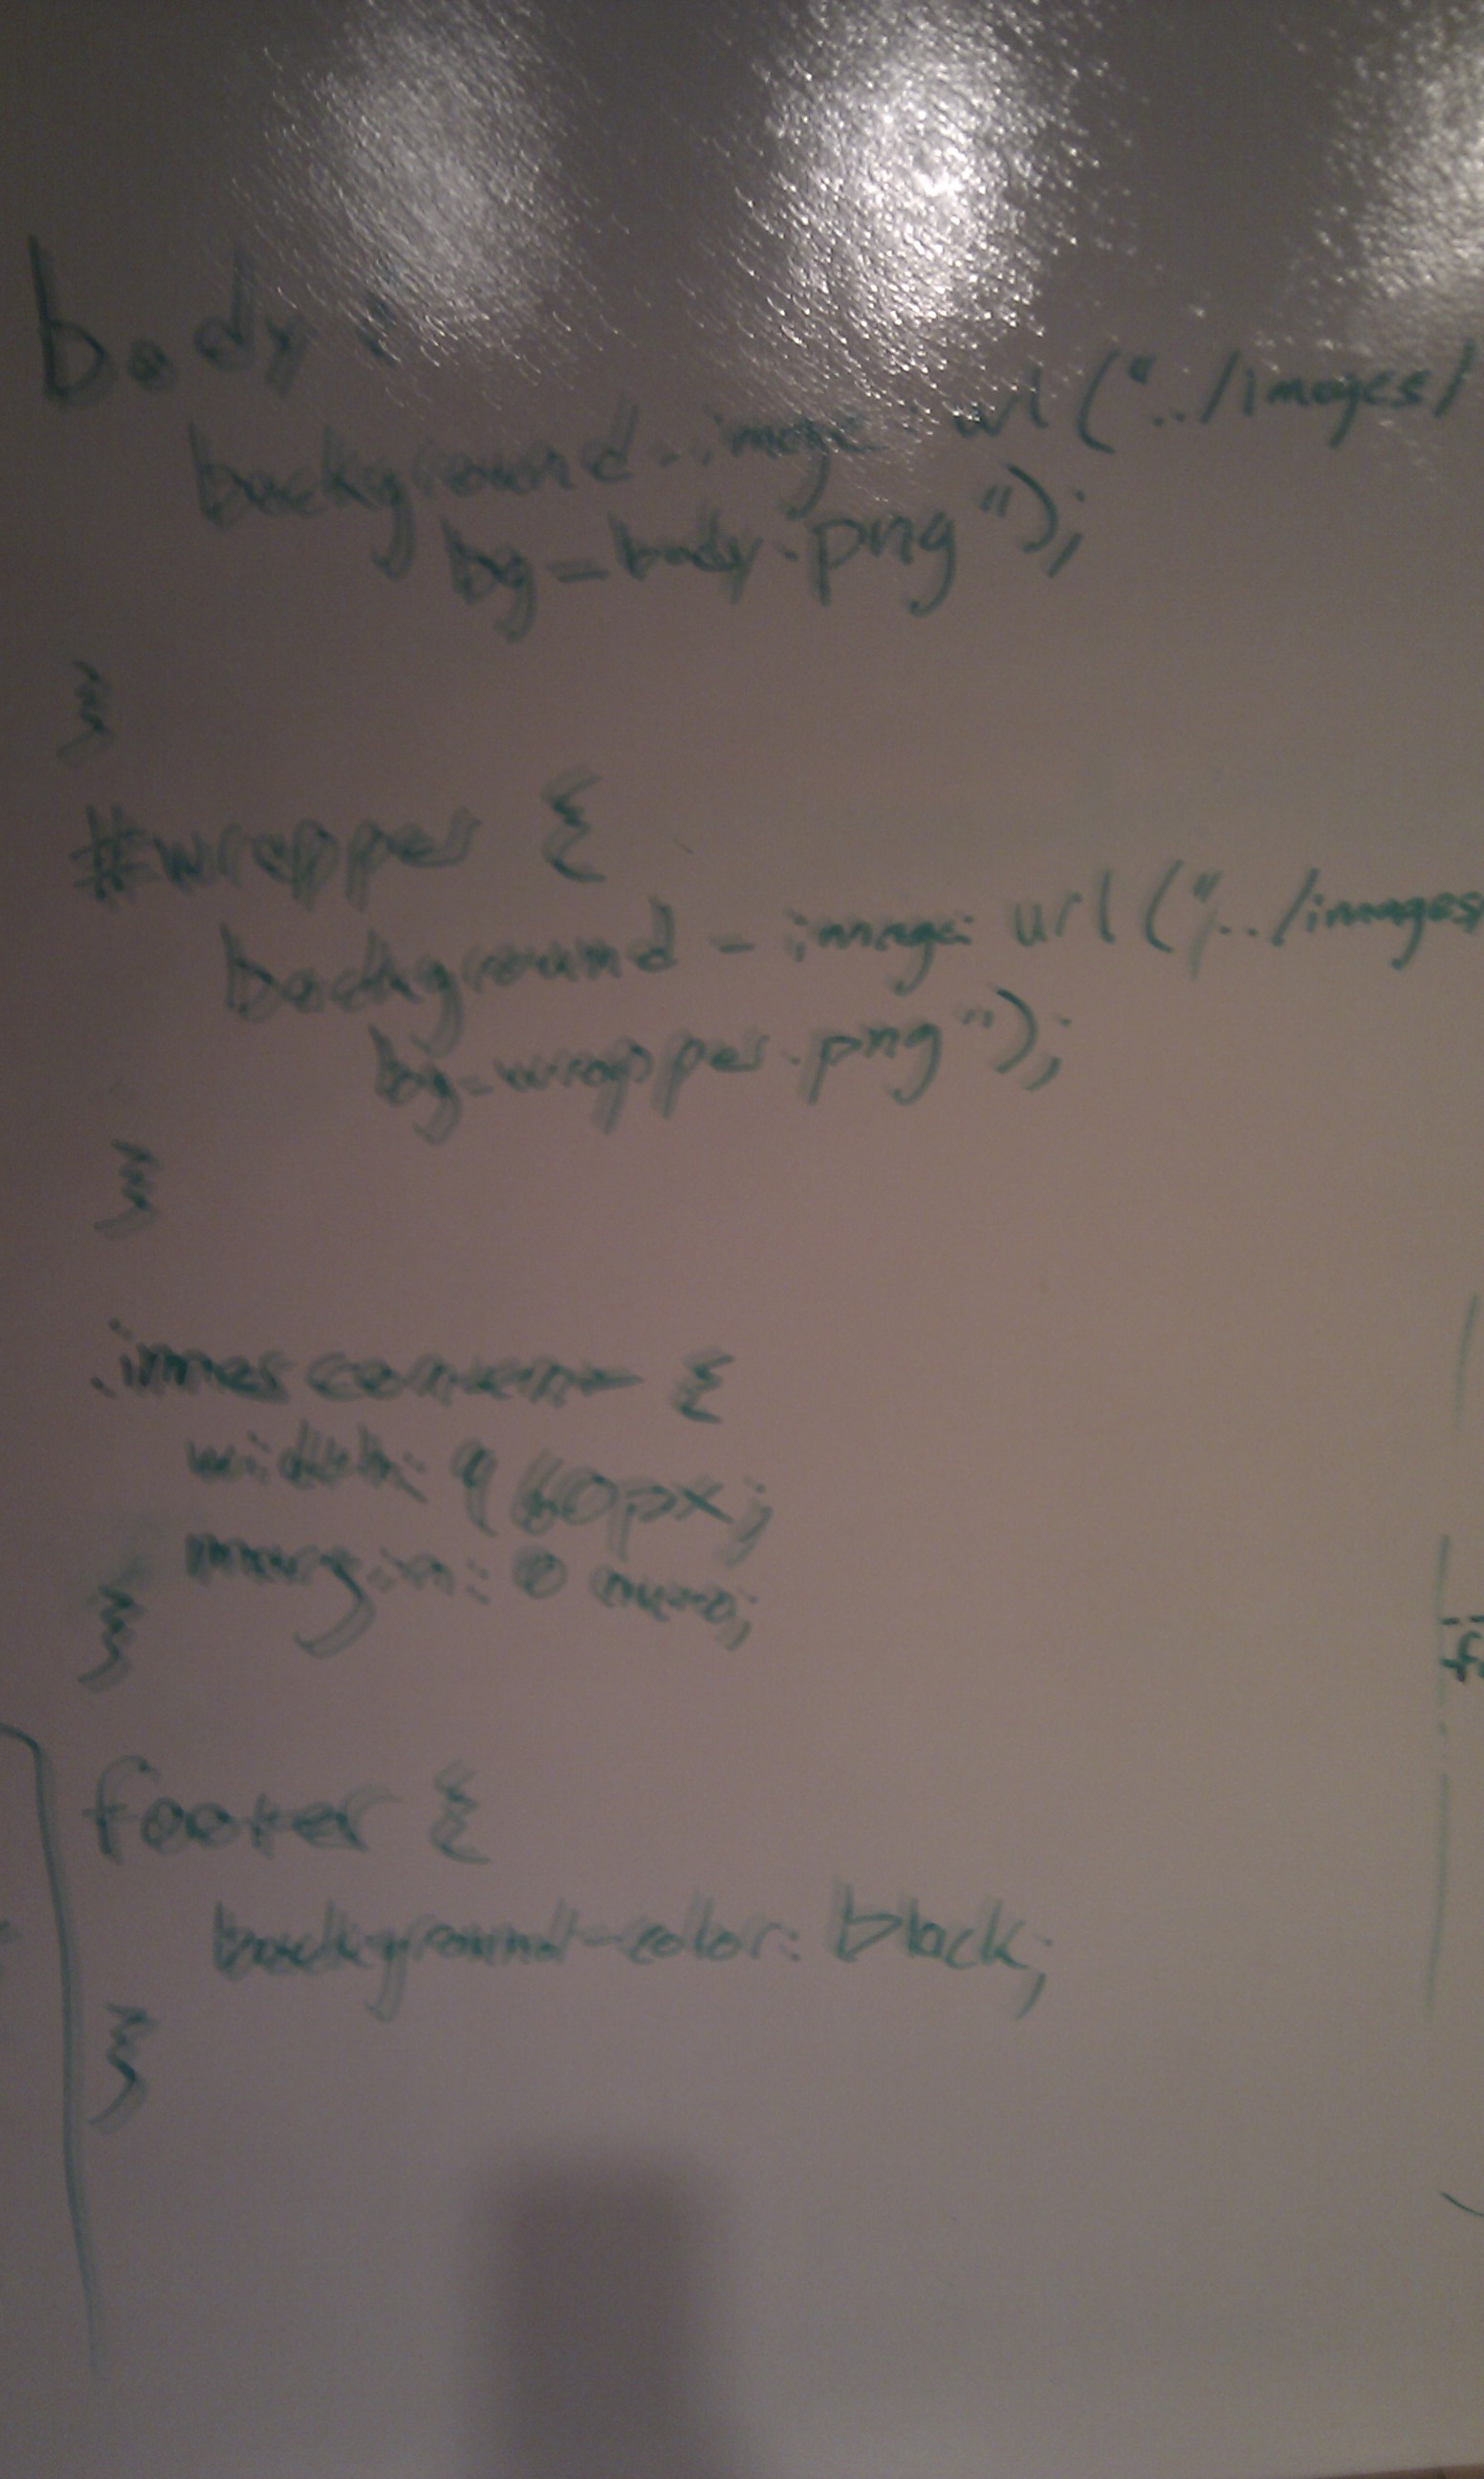 body {
background-image: url("../images/
bg-body.png");
}
#wrapper {
background-image: url("../images/
bg-wrapper.png");
}
.innercontent {
width: 960px;
margin: 0 auto;
}
footer {
background-color: black;
}